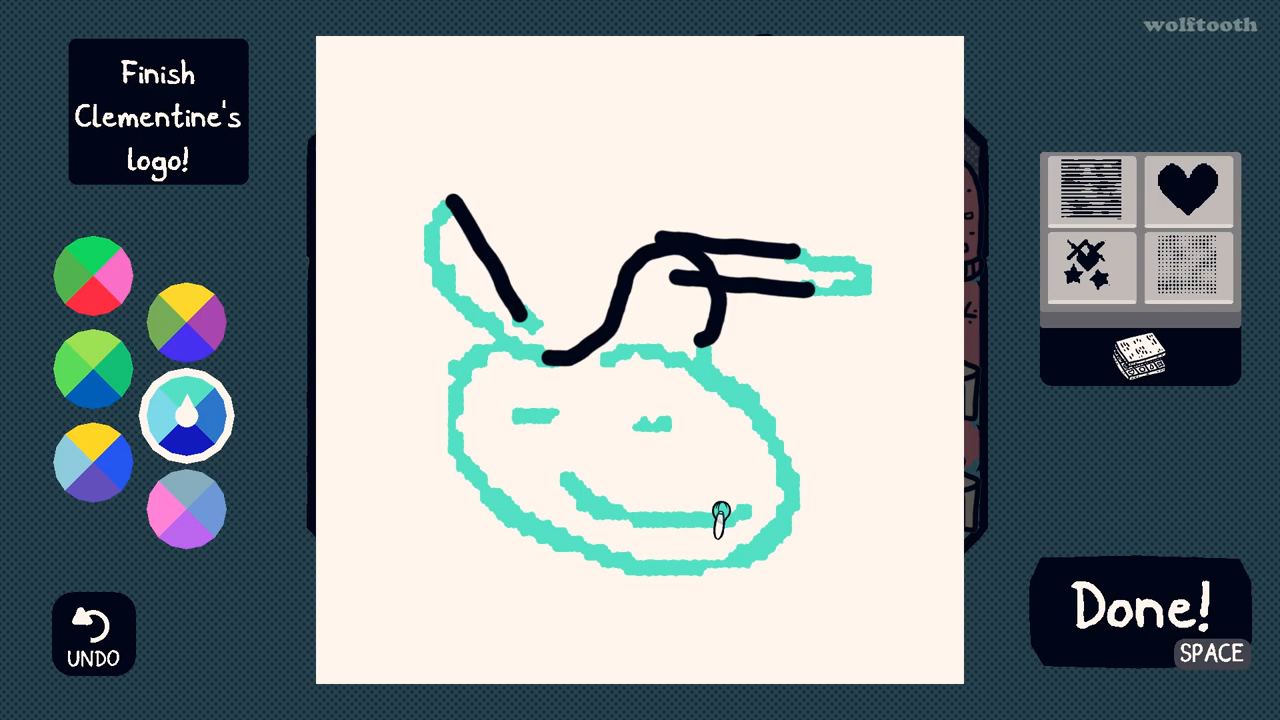 wolftooth
Finish
Clementine's
logo!
UNDO
Done!
SPACE